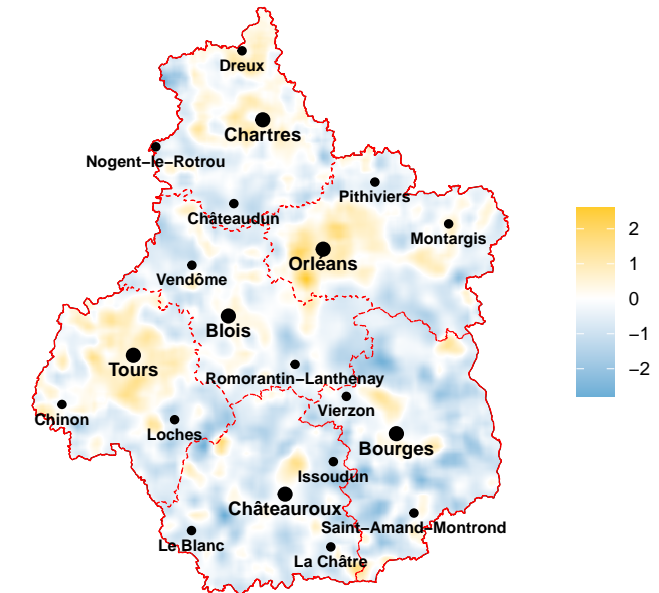 Dreux
Chartres
Nogent−le−Rotrou
Pithiviers
Châteaudun
Montargis
Orléans
Vendôme
Blois
Tours
Romorantin−Lanthenay
Chinon
Vierzon
Loches
Bourges
Issoudun
Châteauroux
Saint−Amand−Montrond
Le Blanc
La Châtre
2
1
0
−1
−2